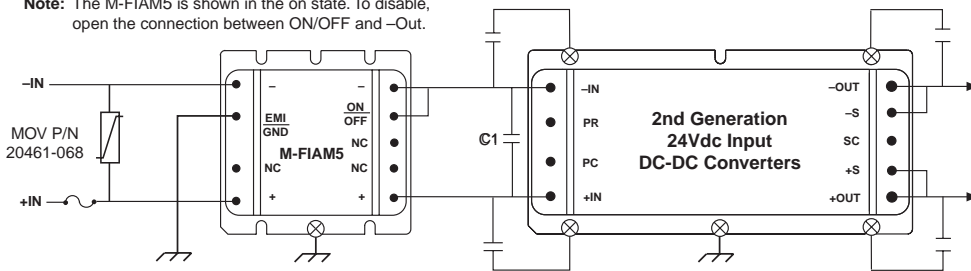 Note: The M-FIAM5 is shown in the on state. To disable,
open the connection between ON/OFF and –Out.
–IN
MOV P/N
20461-068
+IN
–
EMI
GND
NC
+
M-FIAM5
–
ON
OFF
NC
NC
+
C1
–IN
PR
PC
+IN
2nd Generation
24Vdc Input
DC-DC Converters
–OUT
–S
SC
+S
+OUT